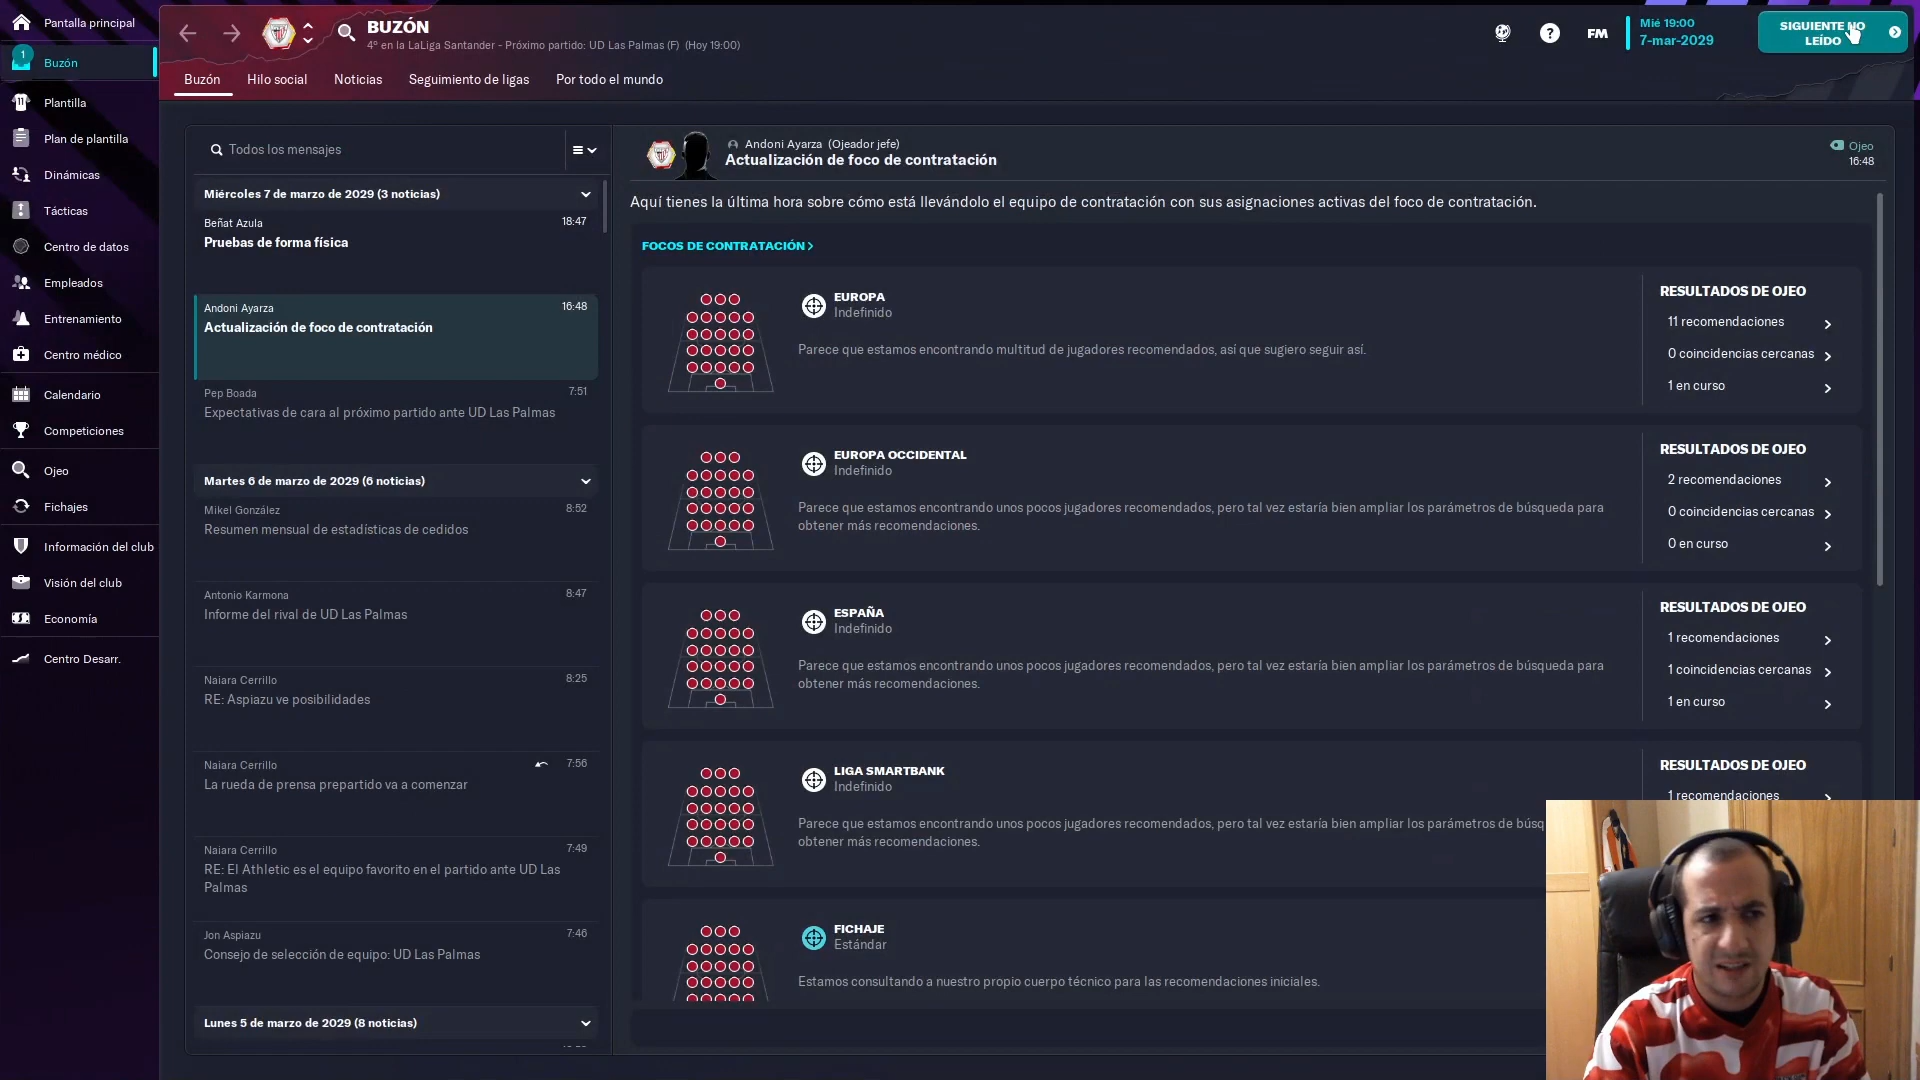 Pantalla principal
1
Buzón
Plantilla
Plan de plantilla
Dinámicas
Tácticas
Centro de datos
Empleados
Entrenamiento
Centro médico
Calendario
Competiciones
Ojeo
Fichajes
Información del club
Visión del club
Economía
Centro Desarr.
BUZÓN
4º en la LaLiga Santander - Próximo partido: UD Las Palmas (F) (Hoy 19:00)
?
FM
Mié 19:00
7-mar-2029
SIGUIENTE NO
LEÍDO
Buzón
Hilo social
Noticias
Seguimiento de ligas
Por todo el mundo
Todos los mensajes
Miércoles 7 de marzo de 2029 (3 noticias)
Beñat Azula
18:47
Pruebas de forma física
Andoni Ayarza
16:48
Actualización de foco de contratación
Pep Boada
7:51
Expectativas de cara al próximo partido ante UD Las Palmas
Martes 6 de marzo de 2029 (6 noticias)
Mikel González
8:52
Resumen mensual de estadísticas de cedidos
Antonio Karmona
8:47
Informe del rival de UD Las Palmas
Naiara Cerrillo
8:25
RE: Aspiazu ve posibilidades
Naiara Cerrillo
7:56
La rueda de prensa prepartido va a comenzar
Naiara Cerrillo
7:49
RE: El Athletic es el equipo favorito en el partido ante UD Las
Palmas
Jon Aspiazu
7:46
Consejo de selección de equipo: UD Las Palmas
Lunes 5 de marzo de 2029 (8 noticias)
Andoni Ayarza (Ojeador jefe)
Actualización de foco de contratación
Ojeo
16:48
Aquí tienes la última hora sobre cómo está llevándolo el equipo de contratación con sus asignaciones activas del foco de contratación.
FOCOS DE CONTRATACIÓN
EUROPA
Indefinido
Parece que estamos encontrando multitud de jugadores recomendados, así que sugiero seguir así.
RESULTADOS DE OJEO
11 recomendaciones
0 coincidencias cercanas
1 en curso
EUROPA OCCIDENTAL
Indefinido
Parece que estamos encontrando unos pocos jugadores recomendados, pero tal vez estaría bien ampliar los parámetros de búsqueda para
obtener más recomendaciones.
RESULTADOS DE OJEO
2 recomendaciones
0 coincidencias cercanas
0 en curso
ESPAÑA
Indefinido
Parece que estamos encontrando unos pocos jugadores recomendados, pero tal vez estaría bien ampliar los parámetros de búsqueda para
obtener más recomendaciones.
RESULTADOS DE OJEO
1 recomendaciones
1 coincidencias cercanas
1 en curso
LIGA SMARTBANK
Indefinido
Parece que estamos encontrando unos pocos jugadores recomendados, pero tal vez estaría bien ampliar los parámetros de búsq
obtener más recomendaciones.
RESULTADOS DE OJEO
1 recomendaciones
FICHAJE
Estándar
Estamos consultando a nuestro propio cuerpo técnico para las recomendaciones iniciales.